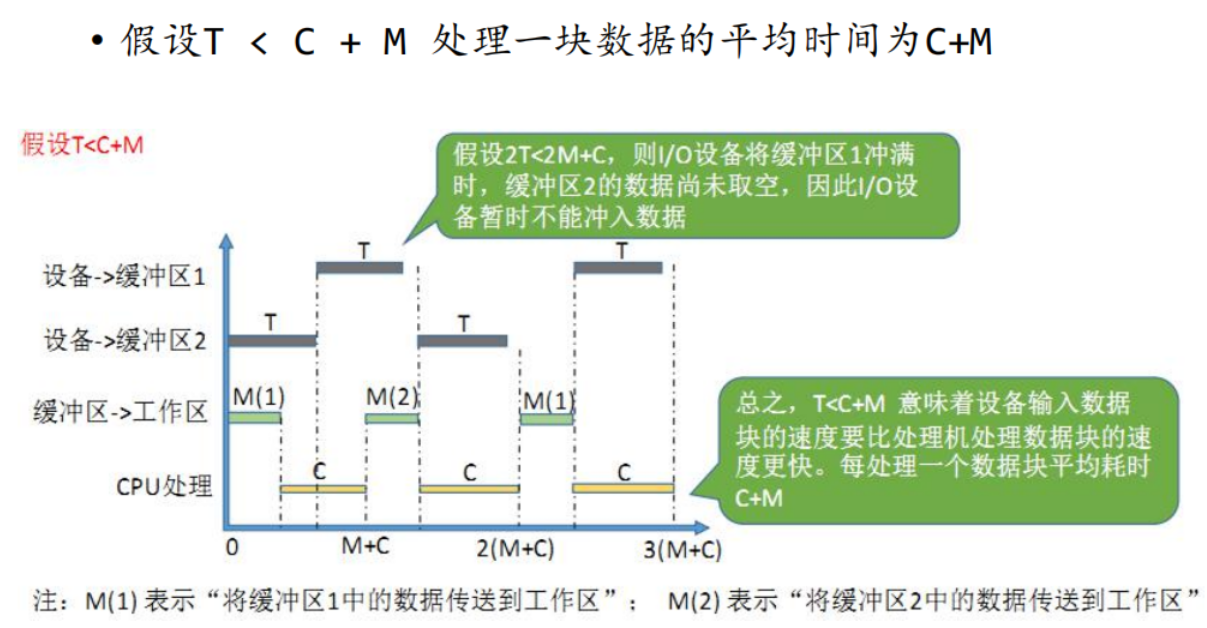 • 假设T < C + M 处理一块数据的平均时间为C+M
假设T<C+M
假设2T<2M+C，则I/O设备将缓冲区1冲满
时，缓冲区2的数据尚未取空，因此I/O设
备暂时不能冲入数据
设备->缓冲区1
T
T
设备->缓冲区2
T
T
缓冲区->工作区
M(1)
M(2)
M(1)
总之，T<C+M 意味着设备输入数据
块的速度要比处理机处理数据块的速
度更快。每处理一个数据块平均耗时
C+M
CPU处理
C
C
C
0
M+C
2(M+C)
3(M+C)
注：M(1) 表示“将缓冲区1中的数据传送到工作区”； M(2) 表示“将缓冲区2中的数据传送到工作区”